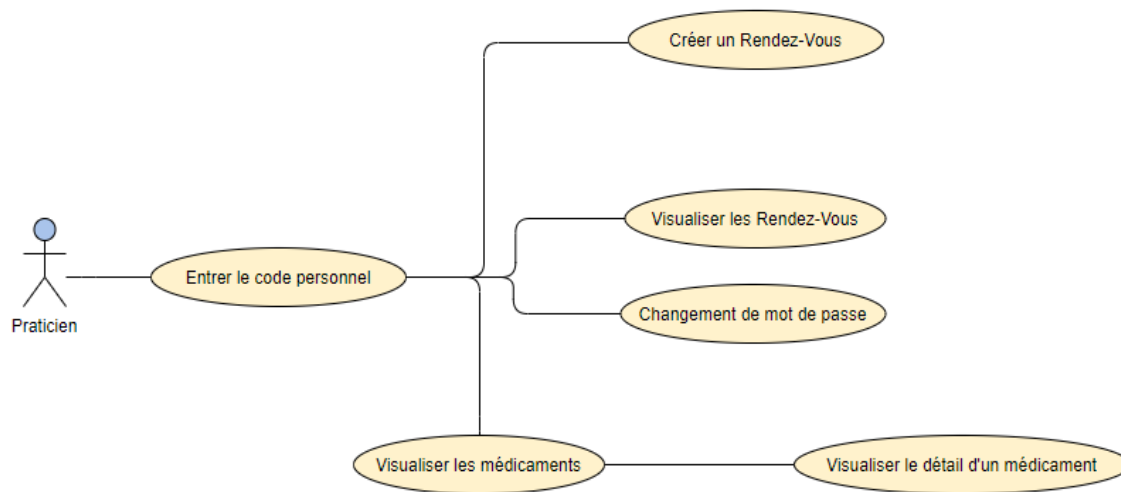 Créer un Rendez-Vous
Visualiser les Rendez-Vous
Entrer le code personnel
Changement de mot de passe
Praticien
Visualiser les médicaments
Visualiser le détail d'un médicament